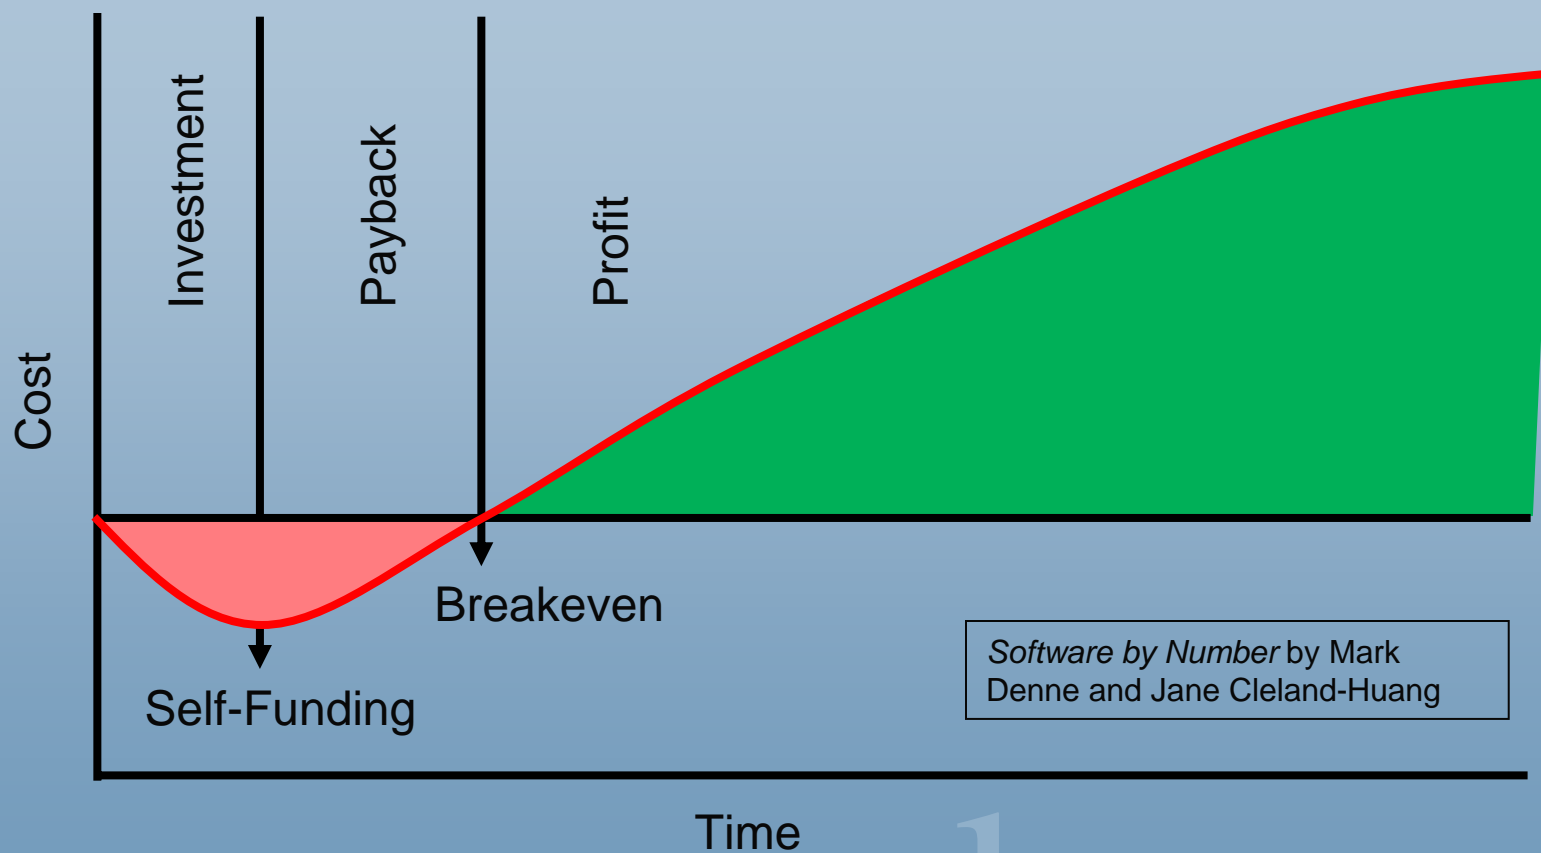 Investment
Payback
Profit
Cost
Breakeven
Self-Funding
Software by Number by Mark
Denne and Jane Cleland-Huang
Time